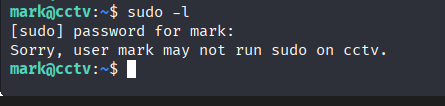 mark@cctv:~$ sudo -l
[sudo] password for mark:
Sorry, user mark may not run sudo on cctv.
mark@cctv:~$